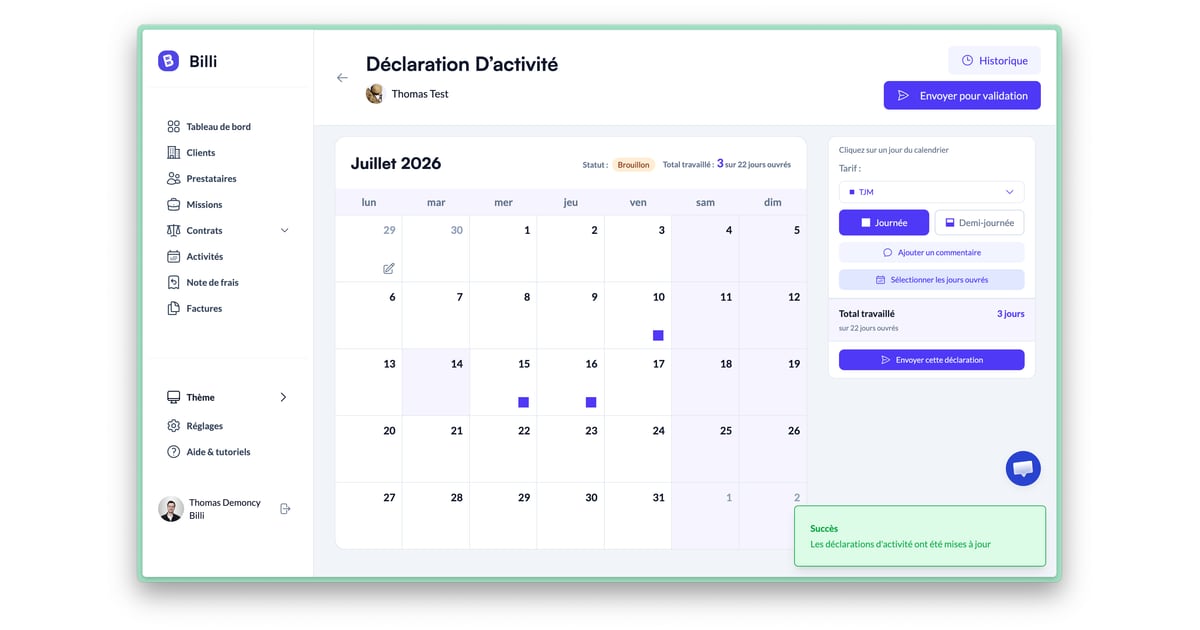 B Billi
Tableau de bord
Clients
Prestataires
Missions
Contrats
Activités
Note de frais
Factures
Thème
Réglages
Aide & tutoriels
Thomas Demoncy
Billi
Déclaration D'activité
Thomas Test
Historique
Envoyer pour validation
Juillet 2026
Statut : Brouillon Total travaillé : 3 sur 22 jours ouvrés
lun mar mer jeu ven sam dim
29 30 1 2 3 4 5
6 7 8 9 10 11 12
13 14 15 16 17 18 19
20 21 22 23 24 25 26
27 28 29 30 31 1 2
Cliquez sur un jour du calendrier
Tarif :
TJM
Journée Demi-journée
Ajouter un commentaire
Sélectionner les jours ouvrés
Total travaillé 3 jours
sur 22 jours ouvrés
Envoyer cette déclaration
Succès
Les déclarations d'activité ont été mises à jour